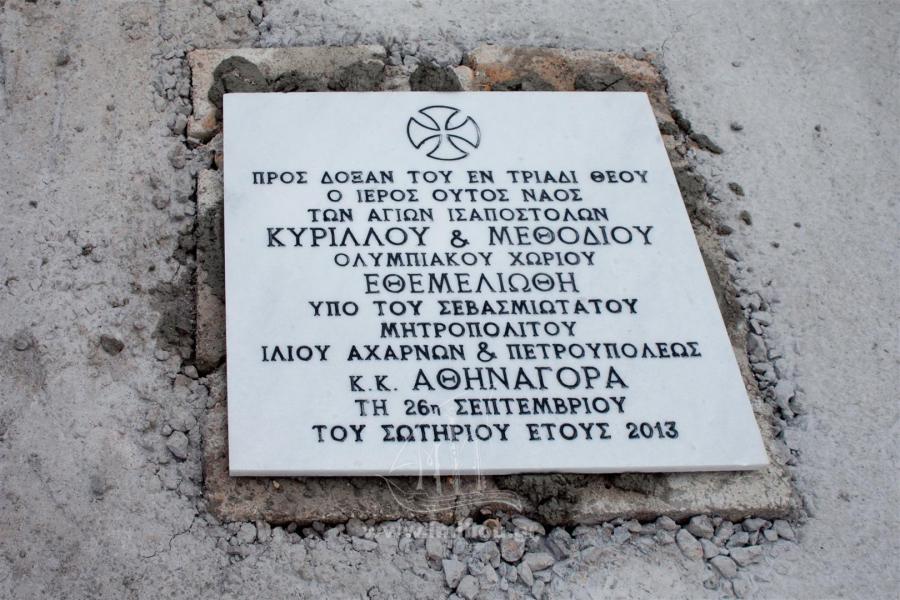 ΠΡΟΣ ΔΟΞΑΝ ΤΟΥ ΕΝ ΤΡΙΑΔΙ ΘΕΟΥ
Ο ΙΕΡΟΣ ΟΥΤΟΣ ΝΑΟΣ
ΤΩΝ ΑΓΙΩΝ ΙΣΑΠΟΣΤΟΛΩΝ
ΚΥΡΙΛΛΟΥ & ΜΕΘΟΔΙΟΥ
ΟΛΥΜΠΙΑΚΟΥ ΧΩΡΙΟΥ
ΕΘΕΜΕΛΙΩΘΗ
ΥΠΟ ΤΟΥ ΣΕΒΑΣΜΙΩΤΑΤΟΥ
ΜΗΤΡΟΠΟΛΙΤΟΥ
ΙΛΙΟΥ ΑΧΑΡΝΩΝ & ΠΕΤΡΟΥΠΟΛΕΩΣ
Κ.Κ. ΑΘΗΝΑΓΟΡΑ
ΤΗ 26η ΣΕΠΤΕΜΒΡΙΟΥ
ΤΟΥ ΣΩΤΗΡΙΟΥ ΕΤΟΥΣ 2013